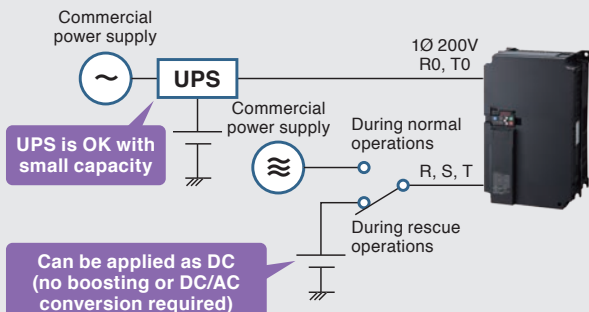 Commercial
power supply
1Ø 200V
R0, T0
~
UPS
UPS is OK with
small capacity
Commercial
power supply
During normal
operations
≋
R, S, T
During rescue
operations
Can be applied as DC
(no boosting or DC/AC
conversion required)